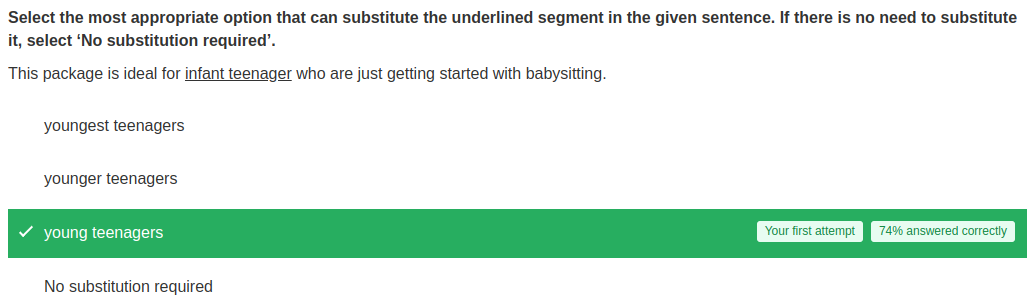 Select the most appropriate option that can substitute the underlined segment in the given sentence. If there is no need to substitute
it, select ‘No substitution required’.
This package is ideal for infant teenager who are just getting started with babysitting.
youngest teenagers
younger teenagers
young teenagers Your first attempt 74% answered correctly
No substitution required